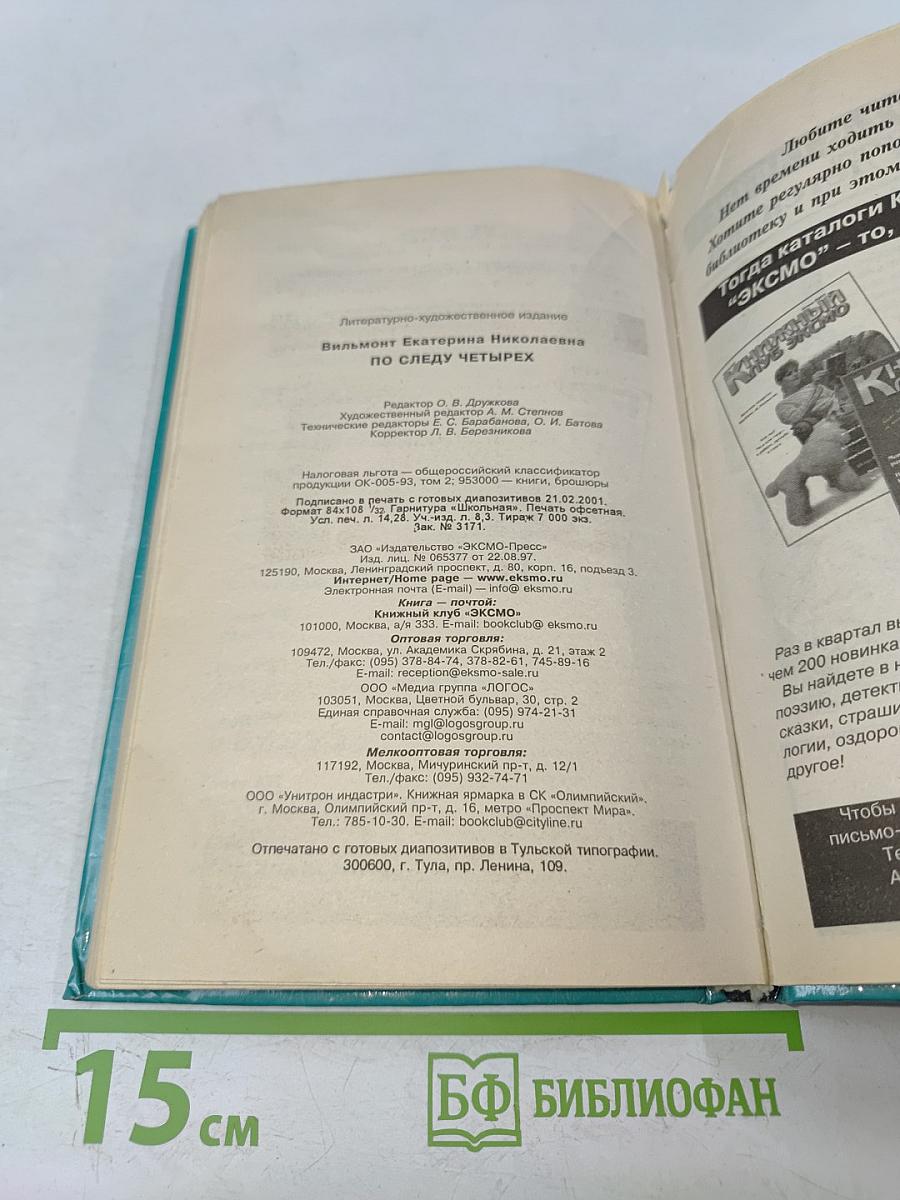 Литературно-художественное издание
Вильмонт Екатерина Николаевна
ПО СЛЕДУ ЧЕТЫРЕХ
Редактор О. В. Дружкова
Художественный редактор А. М. Степнов
Технические редакторы Е. С. Барабанова, О. И. Батова
Корректор Л. В. Березникова
Налоговая льгота — общероссийский классификатор
продукции ОК-005-93, том 2; 953000 — книги, брошюры
Подписано в печать с готовых диапозитивов 21.02.2001.
Формат 84х108 1/32. Гарнитура «Школьная». Печать офсетная.
Усл. печ. л. 14,28. Уч.-изд. л. 8,3. Тираж 7 000 экз.
Зак. № 3171.
ЗАО «Издательство «ЭКСМО-Пресс»
Изд. лиц. № 065377 от 22.08.97.
125190, Москва, Ленинградский проспект, д. 80, корп. 16, подъезд 3.
Интернет/Home page — www.eksmo.ru
Электронная почта (E-mail) — info@ eksmo.ru
Книга — почтой:
Книжный клуб «ЭКСМО»
101000, Москва, а/я 333. E-mail: bookclub@ eksmo.ru
Оптовая торговля:
109472, Москва, ул. Академика Скрябина, д. 21, этаж 2
Тел./факс: (095) 378-84-74, 378-82-61, 745-89-16
E-mail: reception@eksmo-sale.ru
ООО «Медиа группа «ЛОГОС»
103051, Москва, Цветной бульвар, 30, стр. 2
Единая справочная служба: (095) 974-21-31
E-mail: mgl@logosgroup.ru
contact@logosgroup.ru
Мелкооптовая торговля:
117192, Москва, Мичуринский пр-т, д. 12/1
Тел./факс: (095) 932-74-71
ООО «Унитрон индастри». Книжная ярмарка в СК «Олимпийский».
г. Москва, Олимпийский пр-т, д. 16, метро «Проспект Мира».
Тел.: 785-10-30. E-mail: bookclub@cityline.ru
Отпечатано с готовых диапозитивов в Тульской типографии.
300600, г. Тула, пр. Ленина, 109.
Любите
Нет времени ходить
Хотите регулярно
библиотеку и при этом
Тогда каталоги
"ЭКСМО" – то,
КНИЖНЫЙ
КЛУБ ЭКСМО
Раз в квартал
чем 200
Вы найдете в
поэзию,
сказки,
логии,
другое!
Чтобы
письмо-
15 см
БФ БИБЛИОФАН